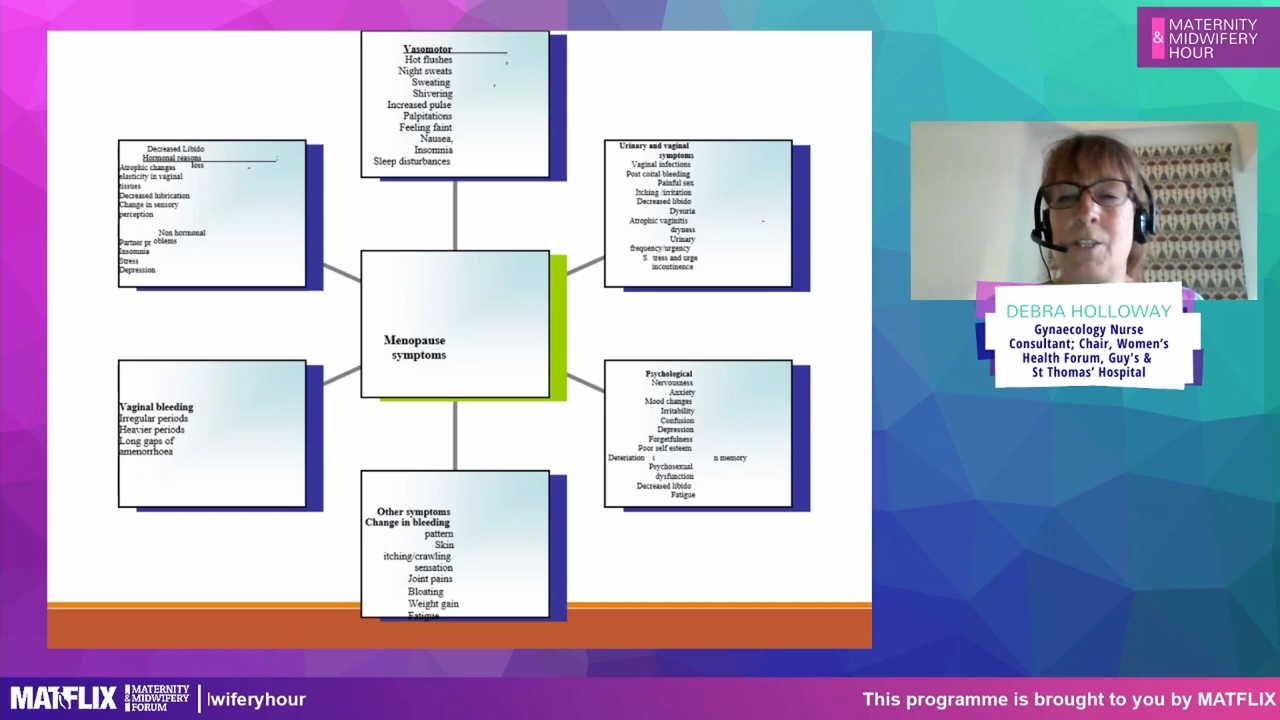 MATERNITY
& MIDWIFERY
HOUR
Vasomotor
Hot flushes
Night sweats
Sweating
Shivering
Increased pulse
Palpitations
Feeling faint
Nausea,
Insomnia
Sleep disturbances
Decreased Libido
Hormonal reasons :
Atrophic changes loss
elasticity in vaginal
tissues
Decreased lubrication
Change in sensory
perception
Non hormonal
Partner pr oblems
Insomnia
Stress
Depression
Urinary and vaginal
symptoms
Vaginal infections
Post coital bleeding
Painful sex
Itching /irritation
Decreased libido
Dysuria
Atrophic vaginitis -
dryness
Urinary
frequency/urgency
S tress and urge
incontinence
Menopause
symptoms
Vaginal bleeding
Irregular periods
Heavier periods
Long gaps of
amenorrhoea
Psychological
Nervousness
Anxiety
Mood changes
Irritability
Confusion
Depression
Forgetfulness
Poor self esteem
Deteriation i n memory
Psychosexual
dysfunction
Decreased libido
Fatigue
Other symptoms
Change in bleeding
pattern
Skin
itching/crawling
sensation
Joint pains
Bloating
Weight gain
Fatigue
DEBRA HOLLOWAY
Gynaecology Nurse
Consultant; Chair, Women's
Health Forum, Guy's &
St Thomas' Hospital
MATFLIX
MATERNITY
& MIDWIFERY
FORUM
wiferyhour
This programme is brought to you by MATFLIX